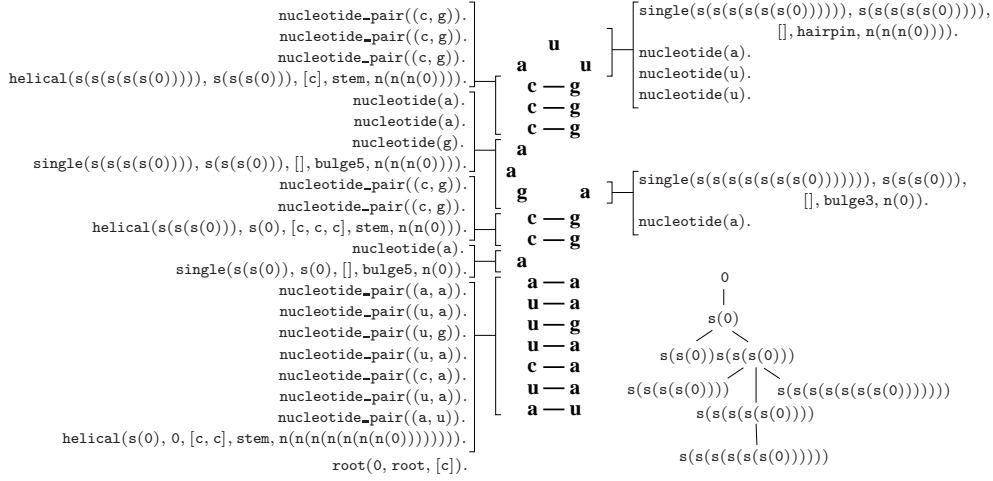 nucleotide_pair((c, g)).
nucleotide_pair((c, g)).
nucleotide_pair((c, g)).
helical(s(s(s(s(s(0))))), s(s(s(0))), [c], stem, n(n(n(0)))).
nucleotide(a).
nucleotide(a).
nucleotide(g).
single(s(s(s(s(0)))), s(s(s(0))), [], bulge5, n(n(n(0)))).
nucleotide_pair((c, g)).
nucleotide_pair((c, g)).
helical(s(s(s(0))), s(0), [c, c, c], stem, n(n(0))).
nucleotide(a).
single(s(s(0)), s(0), [], bulge5, n(0)).
nucleotide_pair((a, a)).
nucleotide_pair((u, a)).
nucleotide_pair((u, g)).
nucleotide_pair((u, a)).
nucleotide_pair((c, a)).
nucleotide_pair((u, a)).
nucleotide_pair((a, u)).
helical(s(0), 0, [c, c], stem, n(n(n(n(n(n(n(0)))))))).
root(0, root, [c]).
u
a u
c — g
c — g
c — g
a
a
g a
c — g
c — g
a
a — a
u — a
u — g
u — a
c — a
u — a
a — u
single(s(s(s(s(s(s(0)))))), s(s(s(s(s(0))))),
[], hairpin, n(n(n(0)))).
nucleotide(a).
nucleotide(u).
nucleotide(u).
single(s(s(s(s(s(s(s(0))))))), s(s(s(0))),
[], bulge3, n(0)).
nucleotide(a).
0
s(0)
s(s(0))s(s(s(0)))
s(s(s(s(0)))) s(s(s(s(s(s(s(0)))))))
s(s(s(s(s(0)))))
s(s(s(s(s(s(0))))))